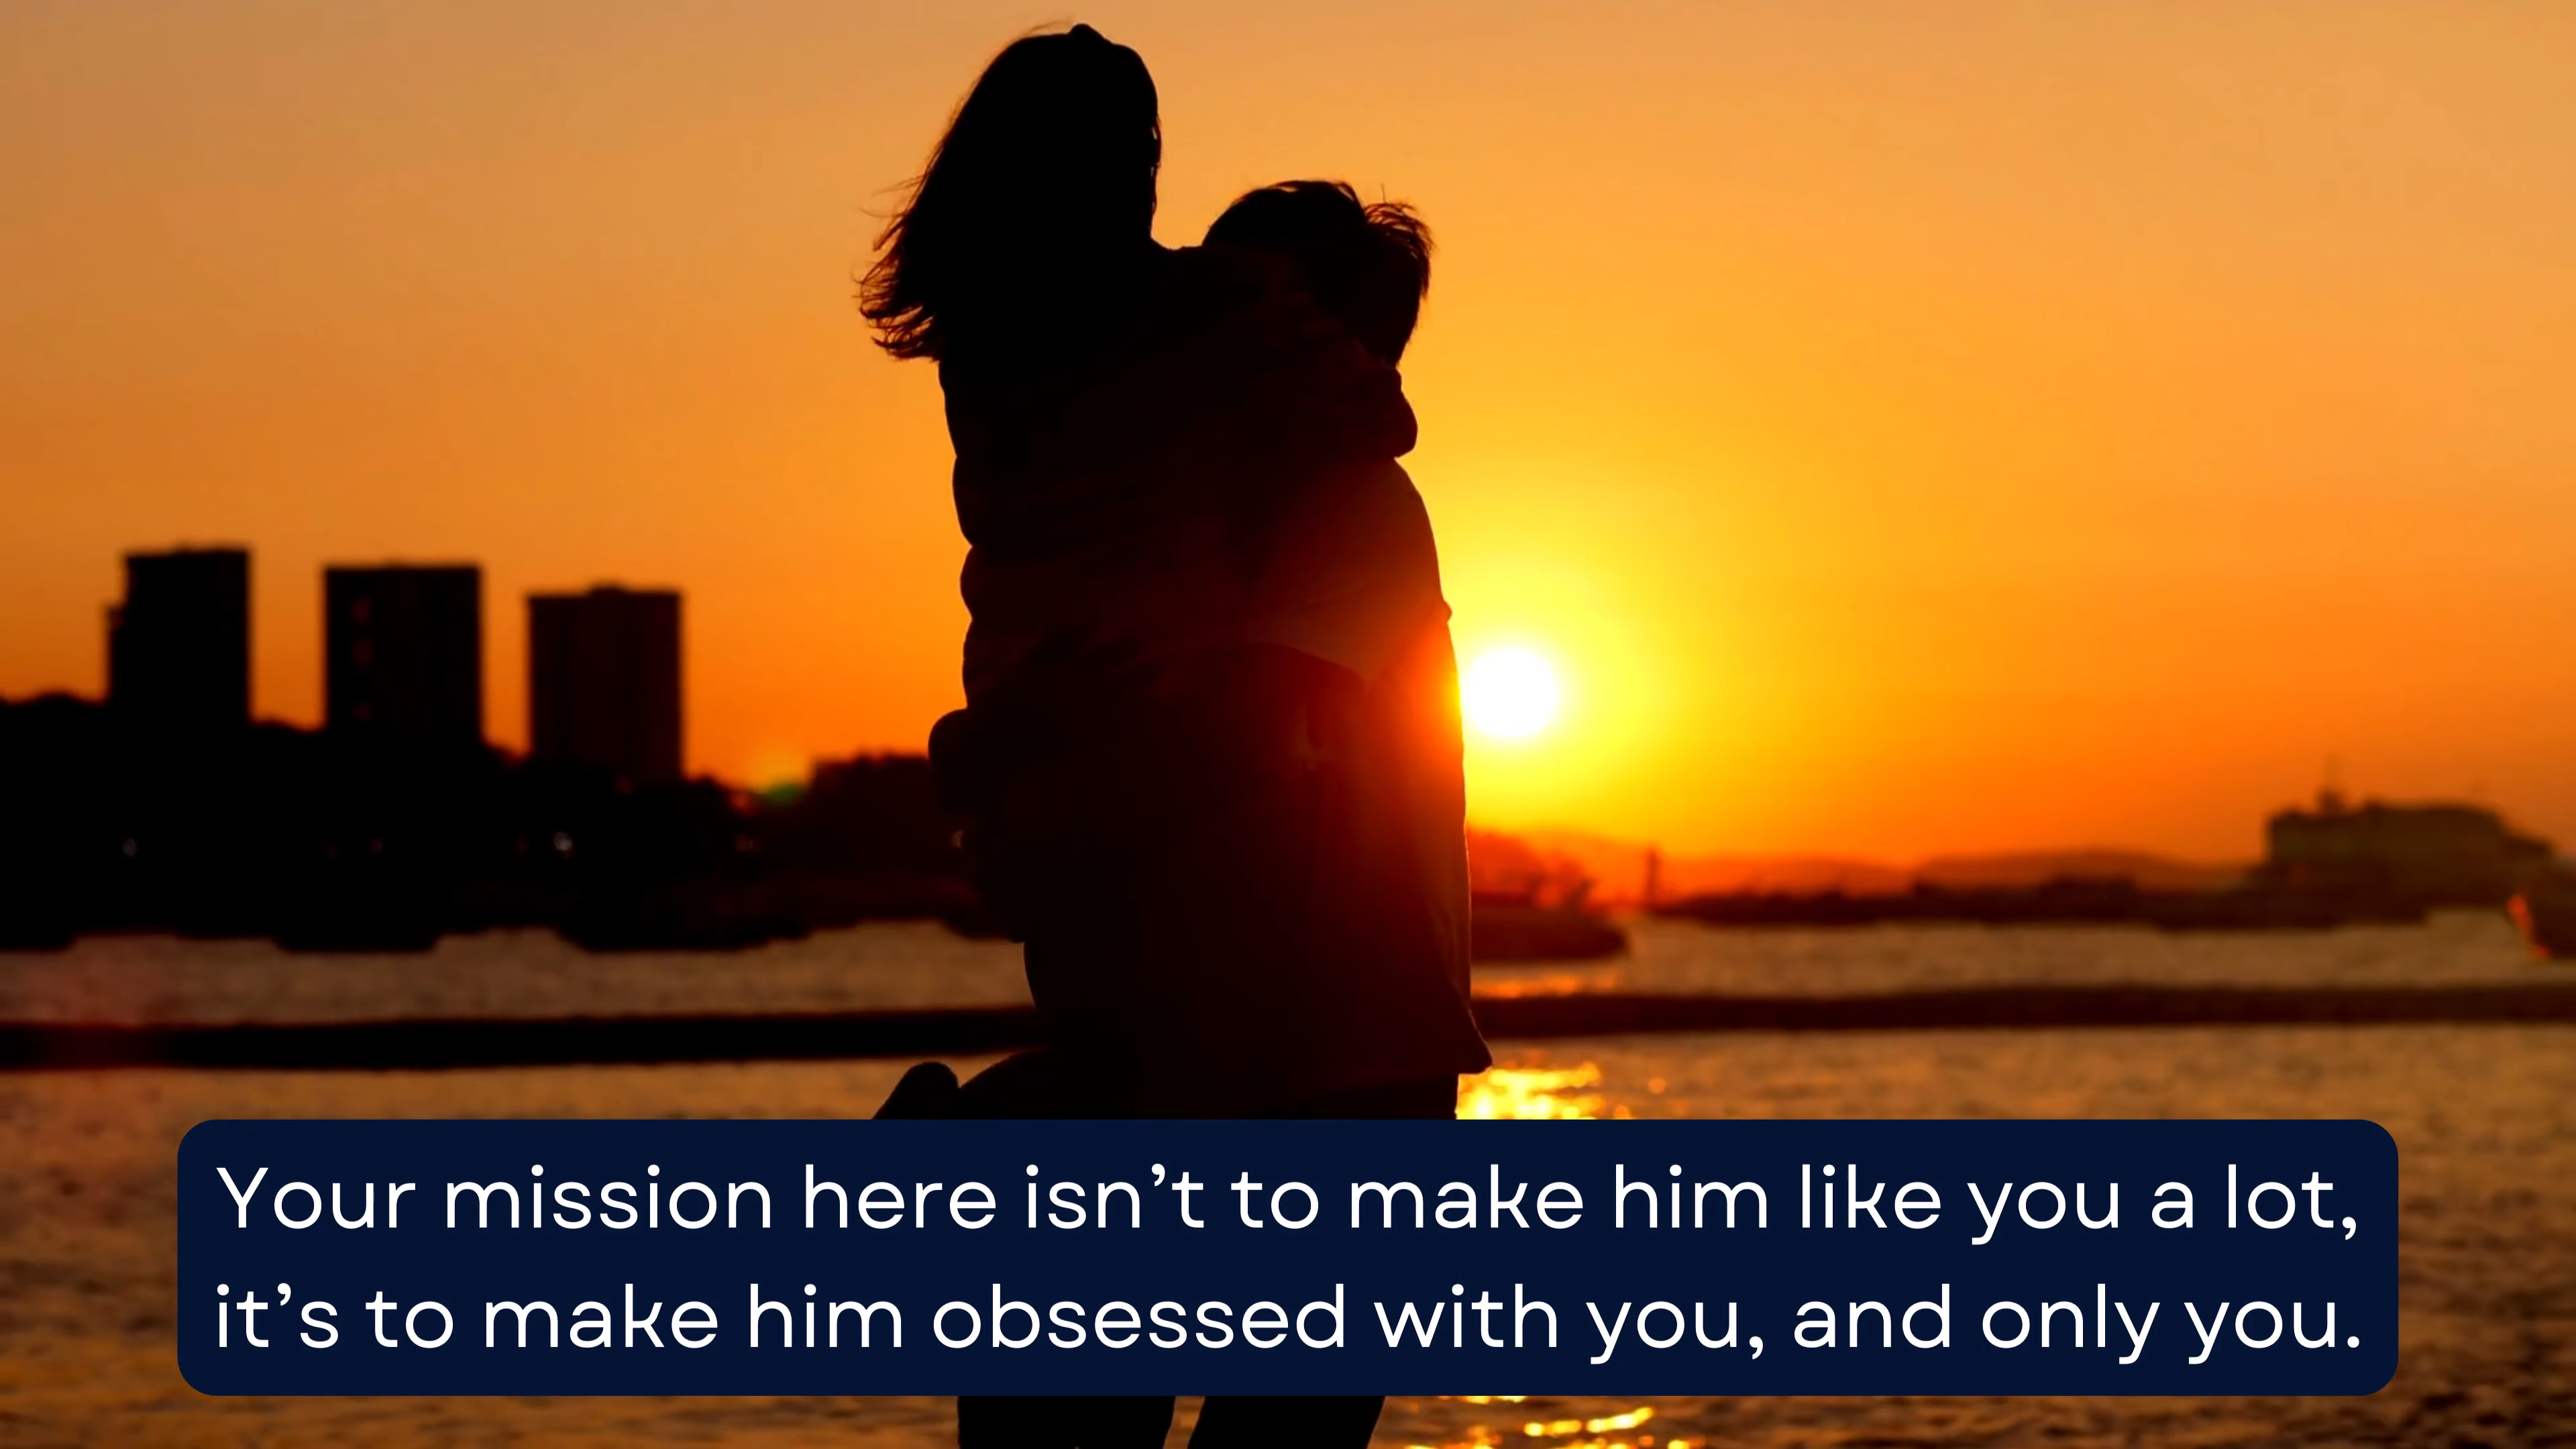 Your mission here isn’t to make him like you a lot,
it’s to make him obsessed with you, and only you.